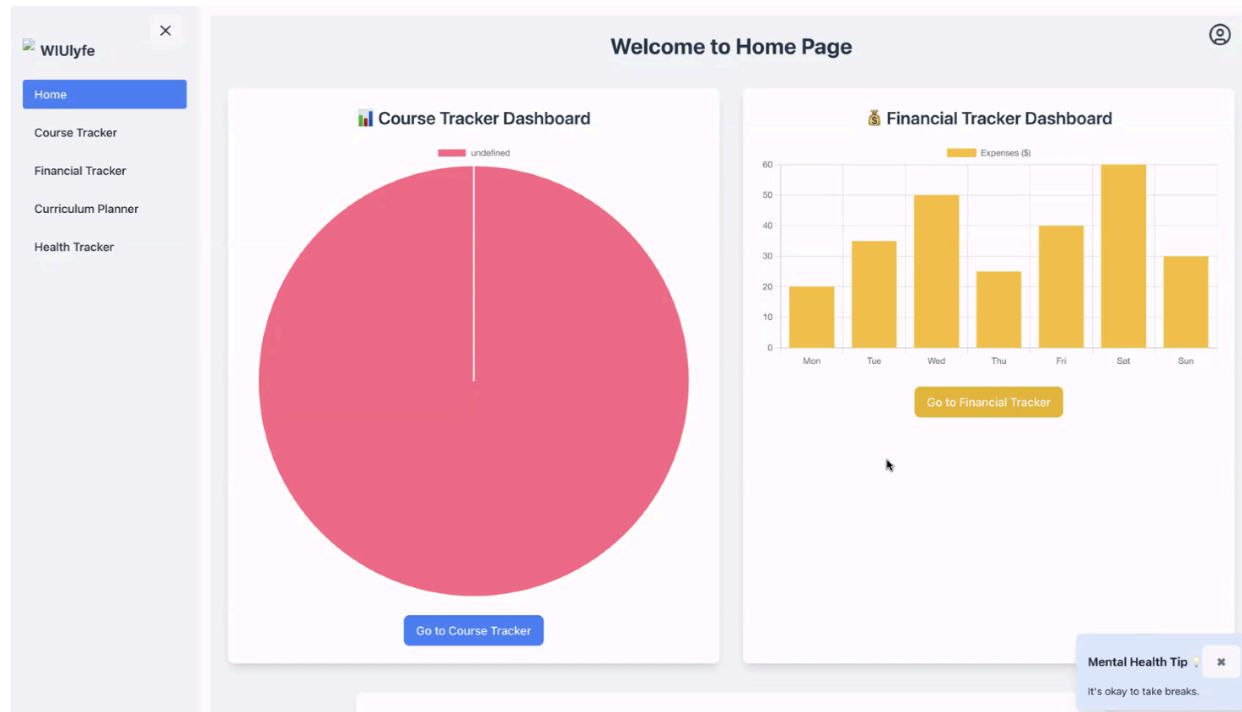 WIUlyfe
Home
Course Tracker
Financial Tracker
Curriculum Planner
Health Tracker
Welcome to Home Page
📊 Course Tracker Dashboard
undefined
Go to Course Tracker
💰 Financial Tracker Dashboard
Expenses ($)
60
50
40
30
20
10
0
Mon Tue Wed Thu Fri Sat Sun
Go to Financial Tracker
Mental Health Tip 💡
It's okay to take breaks.